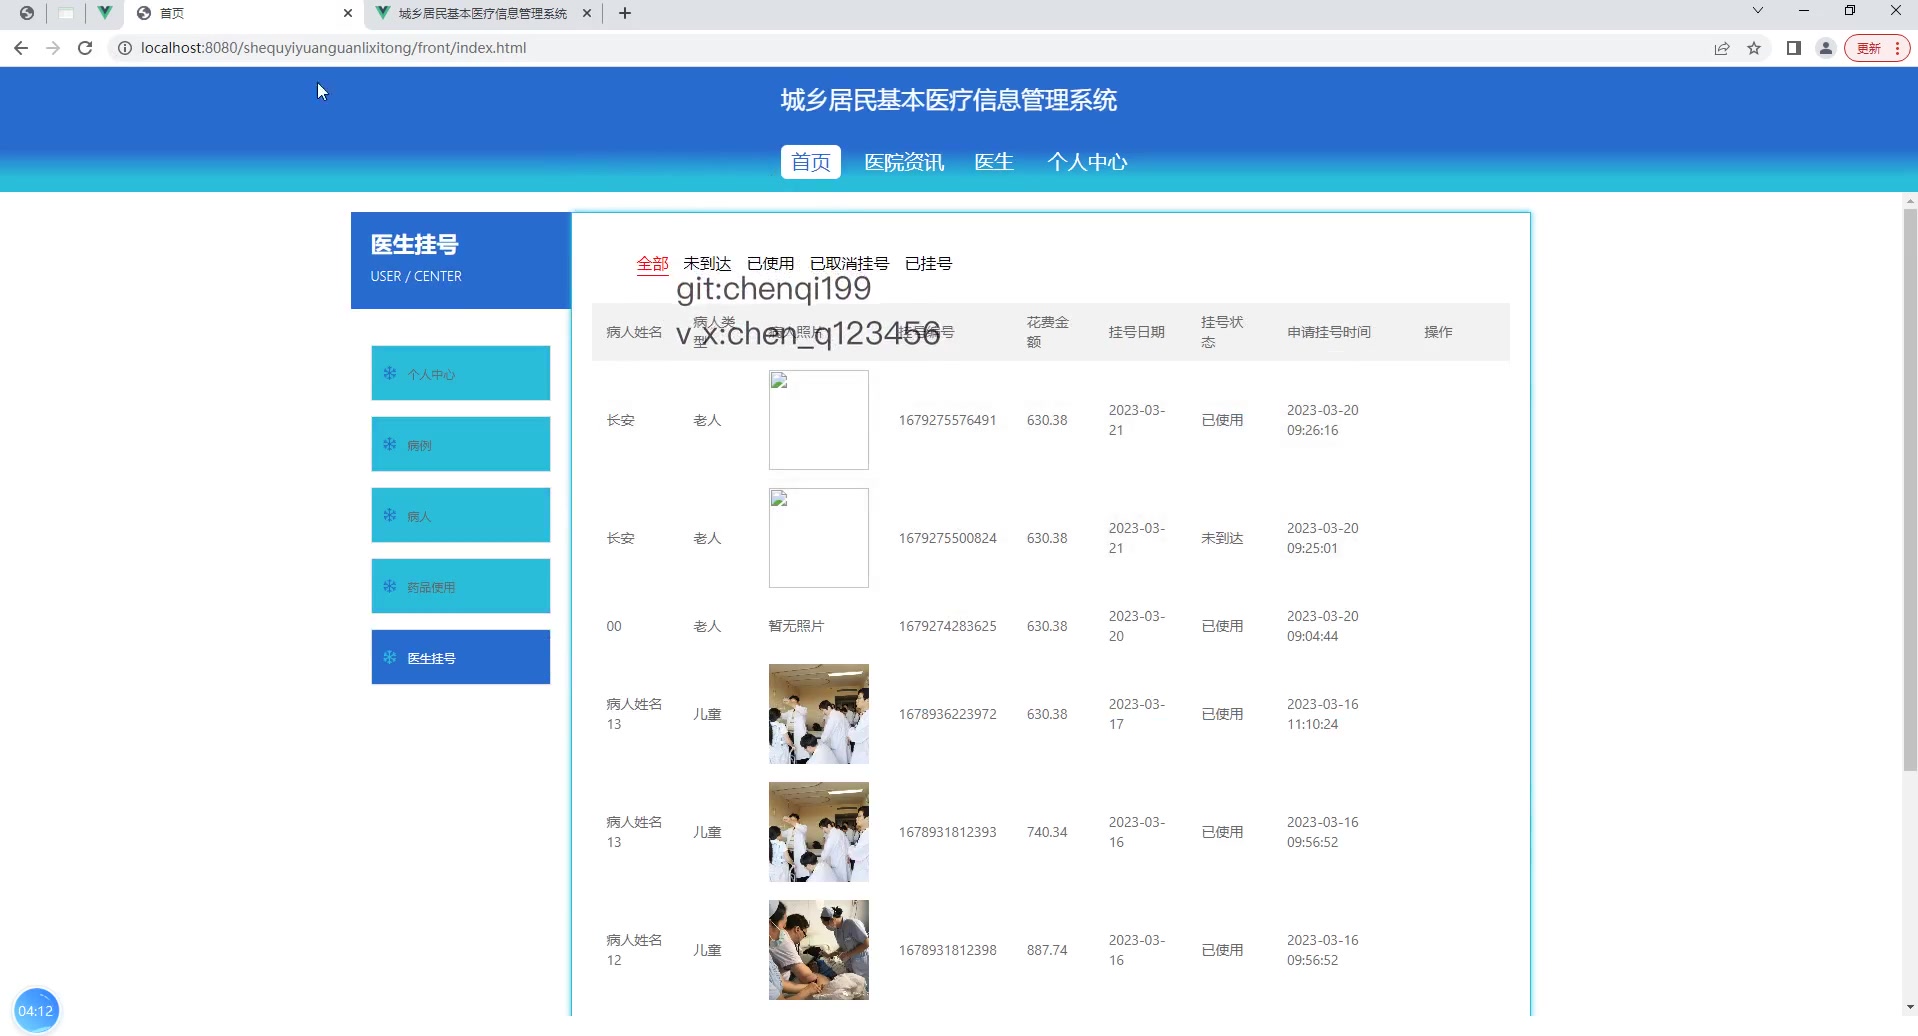 首页
城乡居民基本医疗信息管理系统
localhost:8080/shequyiyuanguanlixitong/front/index.html
更新
城乡居民基本医疗信息管理系统
首页 医院资讯 医生 个人中心
医生挂号
USER / CENTER
个人中心
病例
病人
药品使用
医生挂号
全部 未到达 已使用 已取消挂号 已挂号
git:chenqi199
v.x:chen_q123456
病人姓名 病人类型 病人照片 挂号编号 花费金额 挂号日期 挂号状态 申请挂号时间 操作
长安 老人 1679275576491 630.38 2023-03-21 已使用 2023-03-20 09:26:16
长安 老人 1679275500824 630.38 2023-03-21 未到达 2023-03-20 09:25:01
00 老人 暂无照片 1679274283625 630.38 2023-03-20 已使用 2023-03-20 09:04:44
病人姓名13 儿童 1678936223972 630.38 2023-03-17 已使用 2023-03-16 11:10:24
病人姓名13 儿童 1678931812393 740.34 2023-03-16 已使用 2023-03-16 09:56:52
病人姓名12 儿童 1678931812398 887.74 2023-03-16 已使用 2023-03-16 09:56:52
04:12